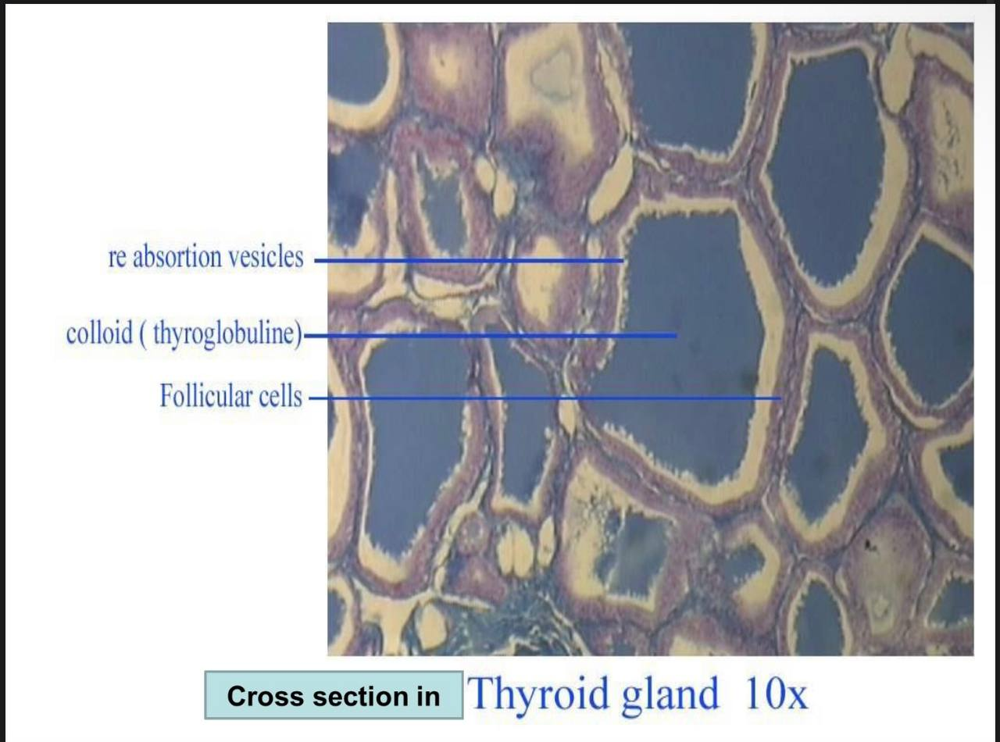 re absortion vesicles
colloid ( thyroglobuline)
Follicular cells
Cross section in Thyroid gland 10x